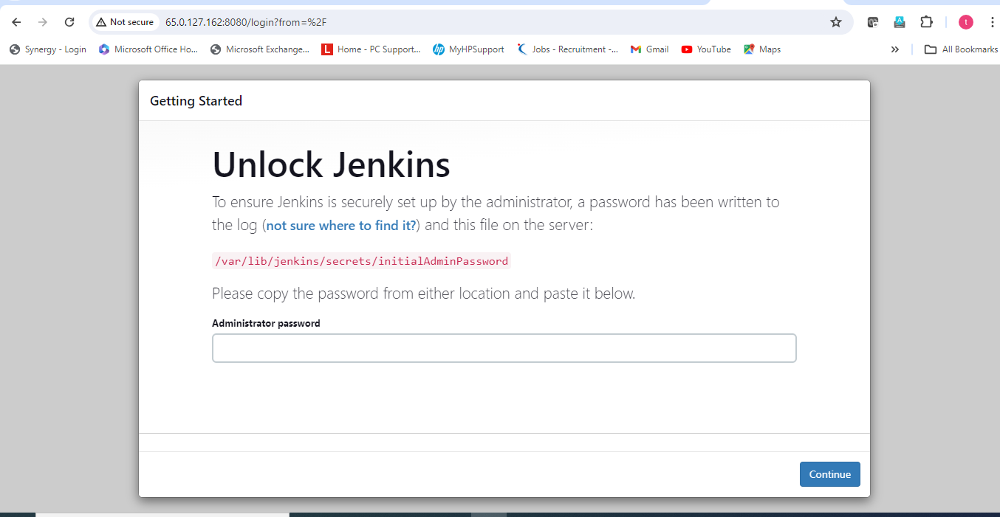 Not secure 65.0.127.162:8080/login?from=%2F t
Synergy - Login Microsoft Office Ho... Microsoft Exchange... L Home - PC Support... hp MyHPSupport Jobs - Recruitment -... Gmail YouTube Maps » All Bookmarks
Getting Started
Unlock Jenkins
To ensure Jenkins is securely set up by the administrator, a password has been written to
the log (not sure where to find it?) and this file on the server:
/var/lib/jenkins/secrets/initialAdminPassword
Please copy the password from either location and paste it below.
Administrator password
Continue